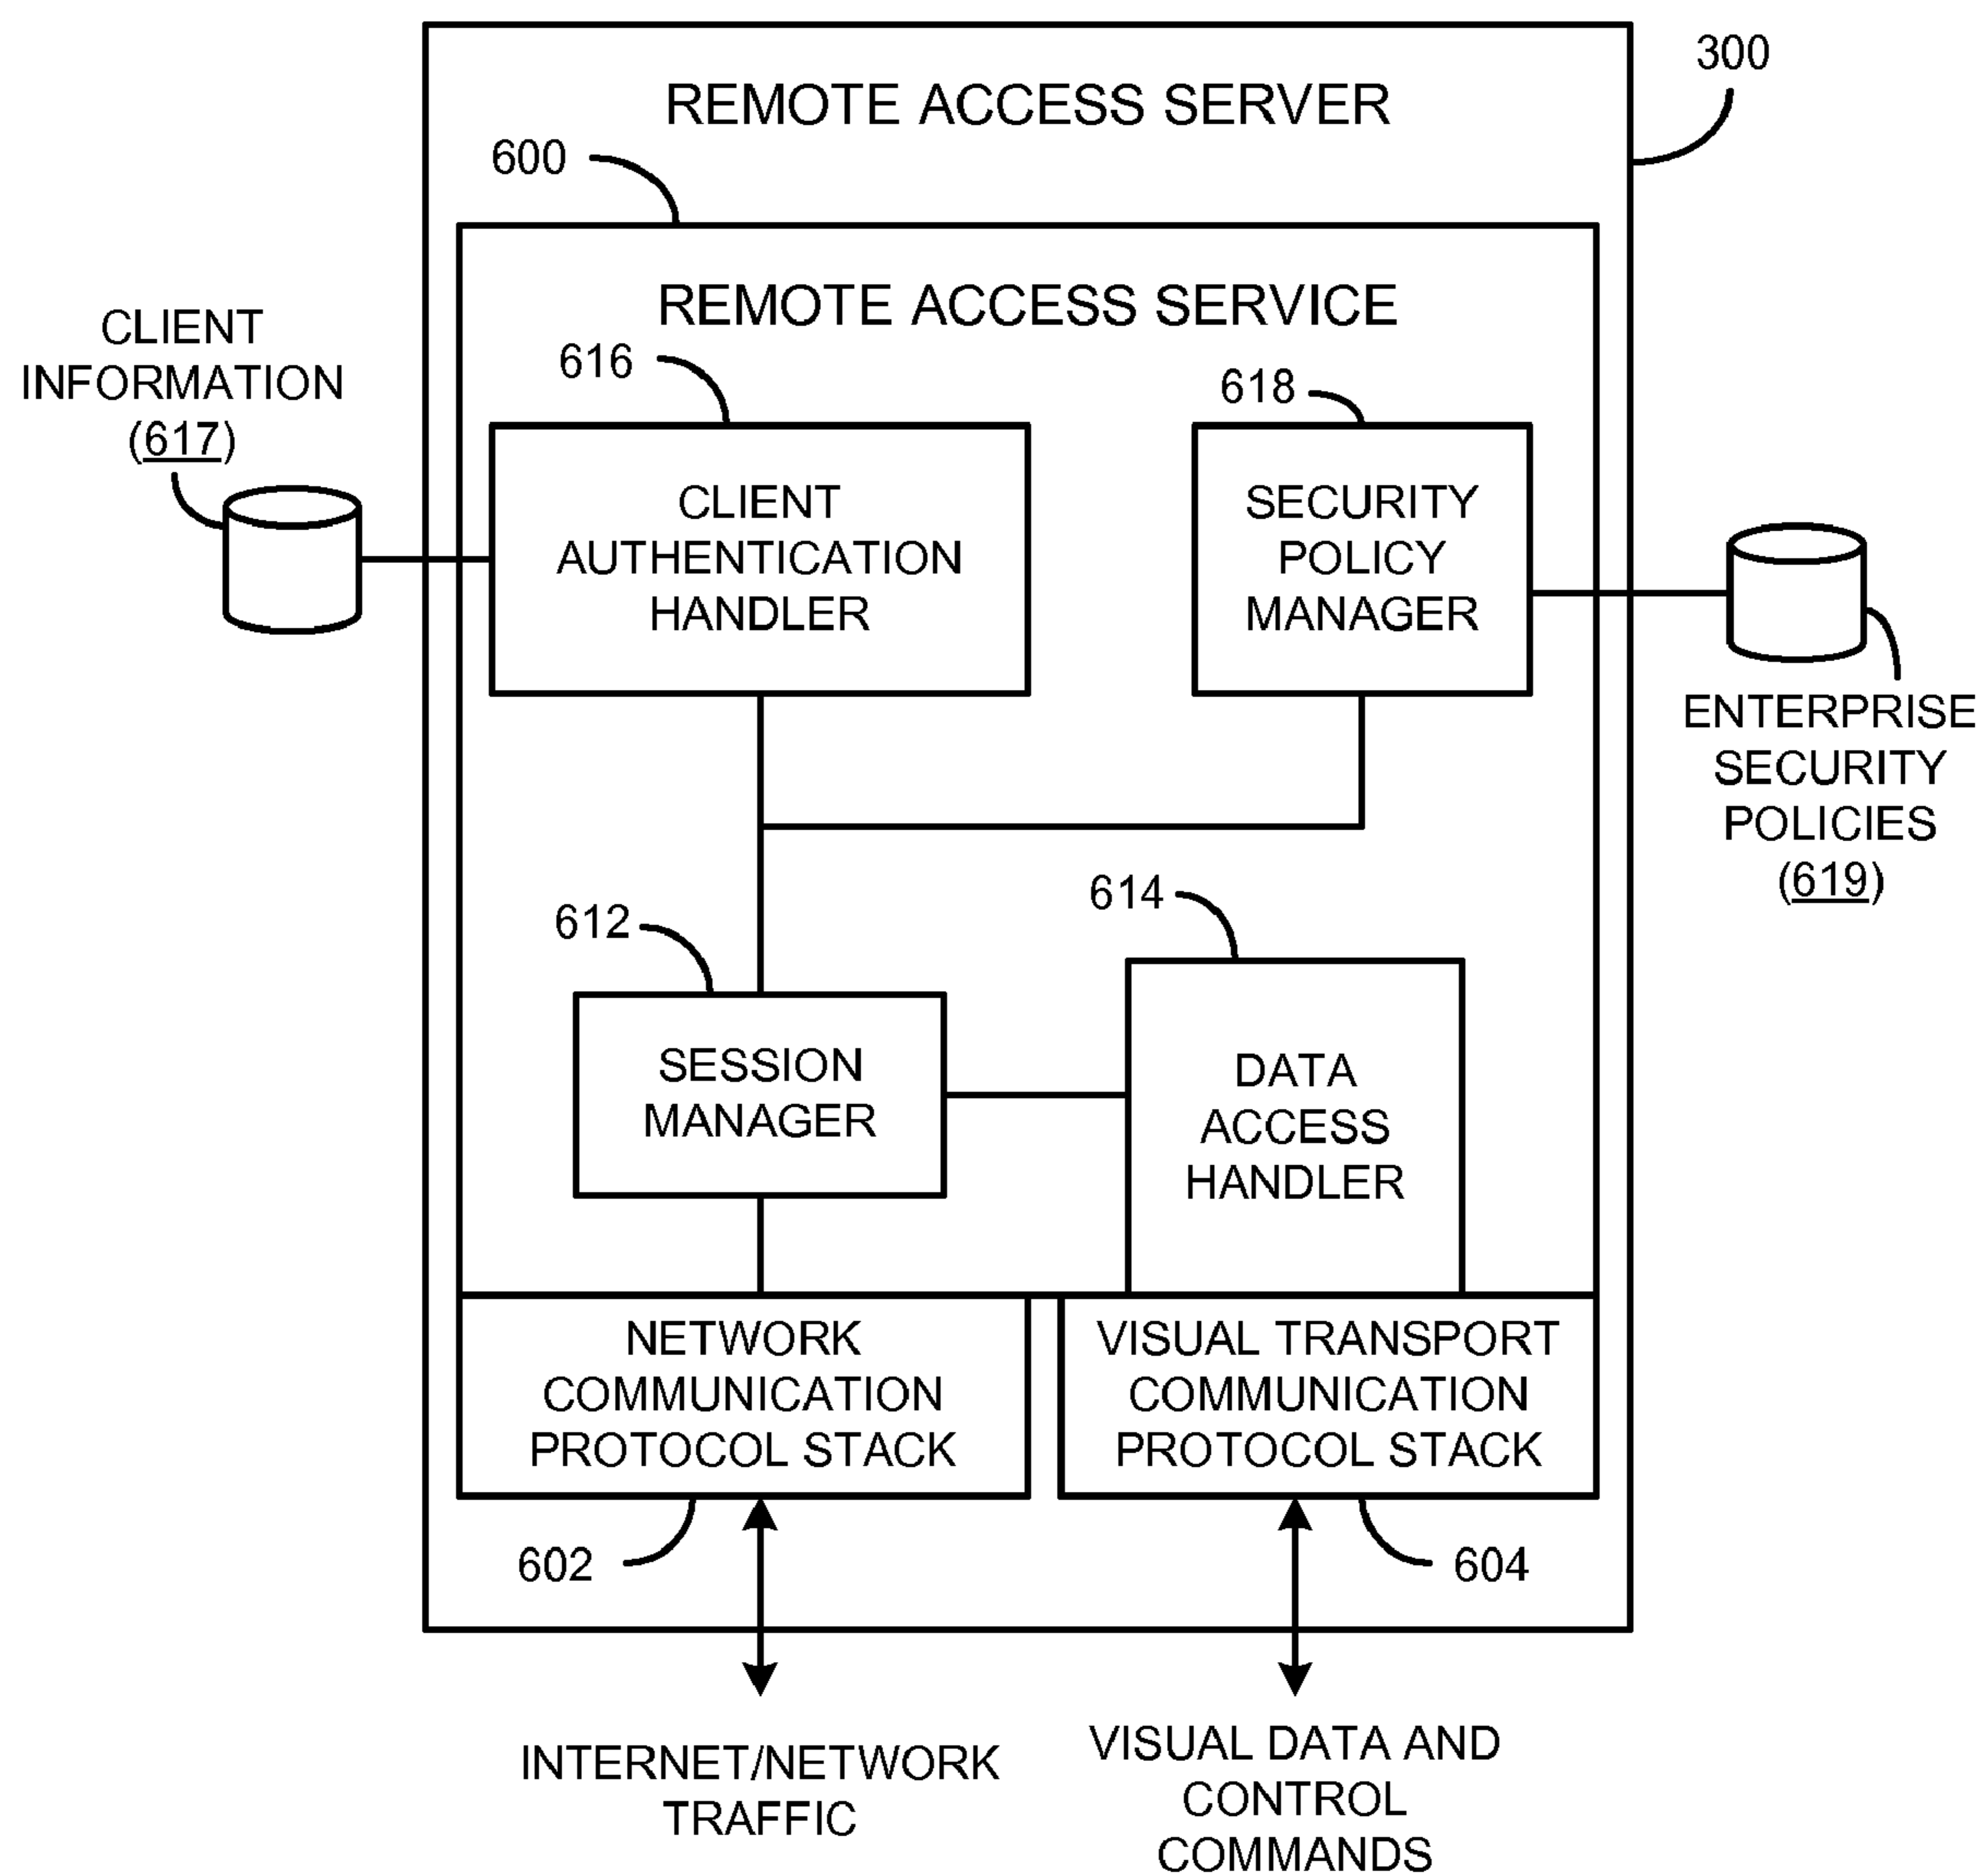 300
REMOTE ACCESS SERVER
600
REMOTE ACCESS SERVICE
CLIENT
INFORMATION
(617)
616
618
CLIENT
AUTHENTICATION
HANDLER
SECURITY
POLICY
MANAGER
ENTERPRISE
SECURITY
POLICIES
(619)
612
614
SESSION
MANAGER
DATA
ACCESS
HANDLER
NETWORK
COMMUNICATION
PROTOCOL STACK
VISUAL TRANSPORT
COMMUNICATION
PROTOCOL STACK
602
604
INTERNET/NETWORK
TRAFFIC
VISUAL DATA AND
CONTROL
COMMANDS